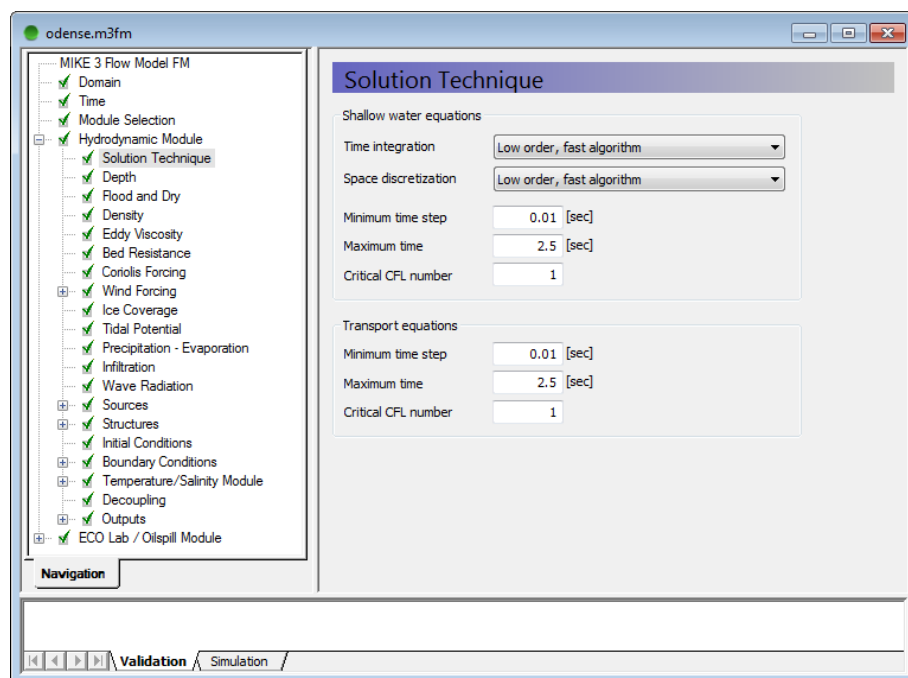 odense.m3fm
MIKE 3 Flow Model FM
Domain
Time
Module Selection
Hydrodynamic Module
Solution Technique
Depth
Flood and Dry
Density
Eddy Viscosity
Bed Resistance
Coriolis Forcing
Wind Forcing
Ice Coverage
Tidal Potential
Precipitation - Evaporation
Infiltration
Wave Radiation
Sources
Structures
Initial Conditions
Boundary Conditions
Temperature/Salinity Module
Decoupling
Outputs
ECO Lab / Oilspill Module
Navigation
Solution Technique
Shallow water equations
Time integration Low order, fast algorithm
Space discretization Low order, fast algorithm
Minimum time step 0.01 [sec]
Maximum time 2.5 [sec]
Critical CFL number 1
Transport equations
Minimum time step 0.01 [sec]
Maximum time 2.5 [sec]
Critical CFL number 1
Validation Simulation